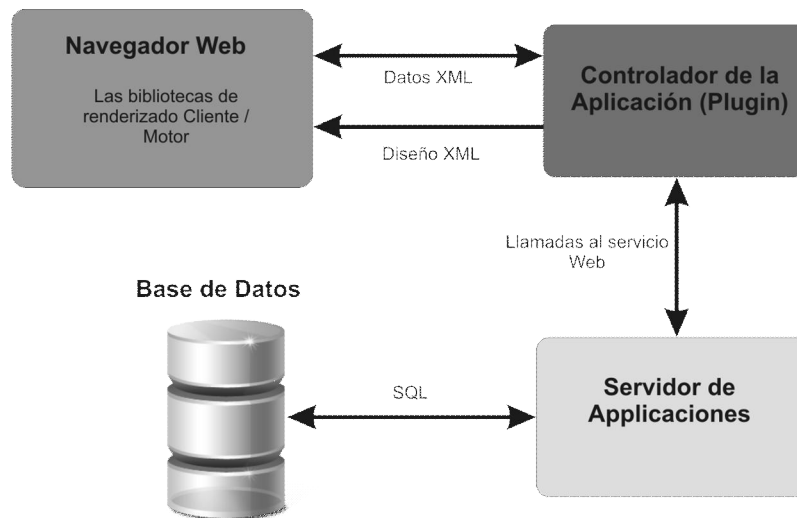 Navegador Web
Las bibliotecas de
renderizado Cliente /
Motor
Datos XML
Diseño XML
Controlador de la
Aplicación (Plugin)
Llamadas al servicio
Web
Base de Datos
SQL
Servidor de
Applicaciones